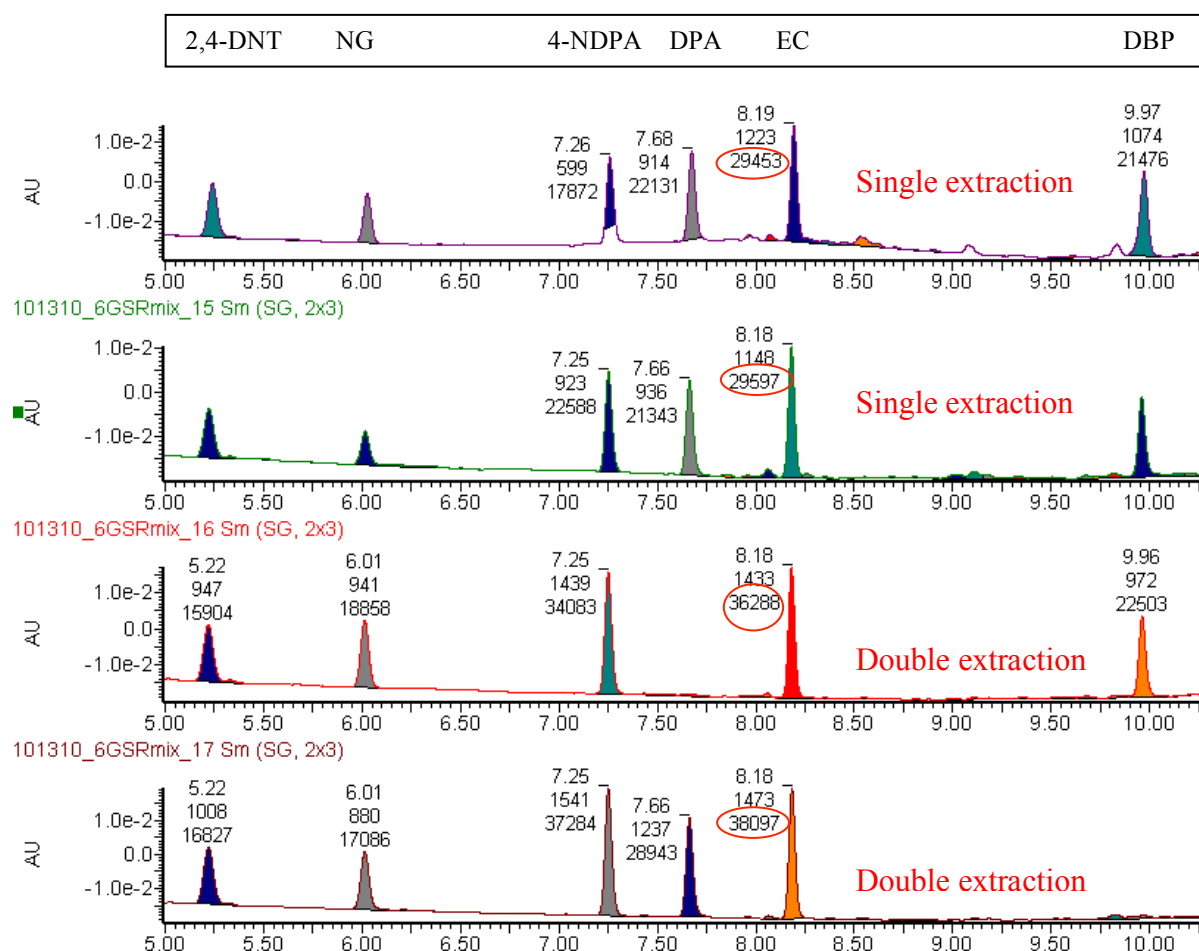 2,4-DNT NG 4-NDPA DPA EC DBP
8.19
1223
29453
9.97
1074
21476
7.26
599
17872
7.68
914
22131
1.0e-2
0.0
-1.0e-2
AU
Single extraction
5.00 5.50 6.00 6.50 7.00 7.50 8.00 8.50 9.00 9.50 10.00
101310_6GSRmix_15 Sm (SG, 2x3)
8.18
1148
29597
7.25
923
22588
7.66
936
21343
1.0e-2
0.0
-1.0e-2
AU
Single extraction
5.00 5.50 6.00 6.50 7.00 7.50 8.00 8.50 9.00 9.50 10.00
101310_6GSRmix_16 Sm (SG, 2x3)
5.22
947
15904
6.01
941
18858
7.25
1439
34083
8.18
1433
36288
9.96
972
22503
1.0e-2
0.0
-1.0e-2
AU
Double extraction
5.00 5.50 6.00 6.50 7.00 7.50 8.00 8.50 9.00 9.50 10.00
101310_6GSRmix_17 Sm (SG, 2x3)
5.22
1008
16827
6.01
880
17086
7.25
1541
37284
7.66
1237
28943
8.18
1473
38097
1.0e-2
0.0
-1.0e-2
AU
Double extraction
5.00 5.50 6.00 6.50 7.00 7.50 8.00 8.50 9.00 9.50 10.00